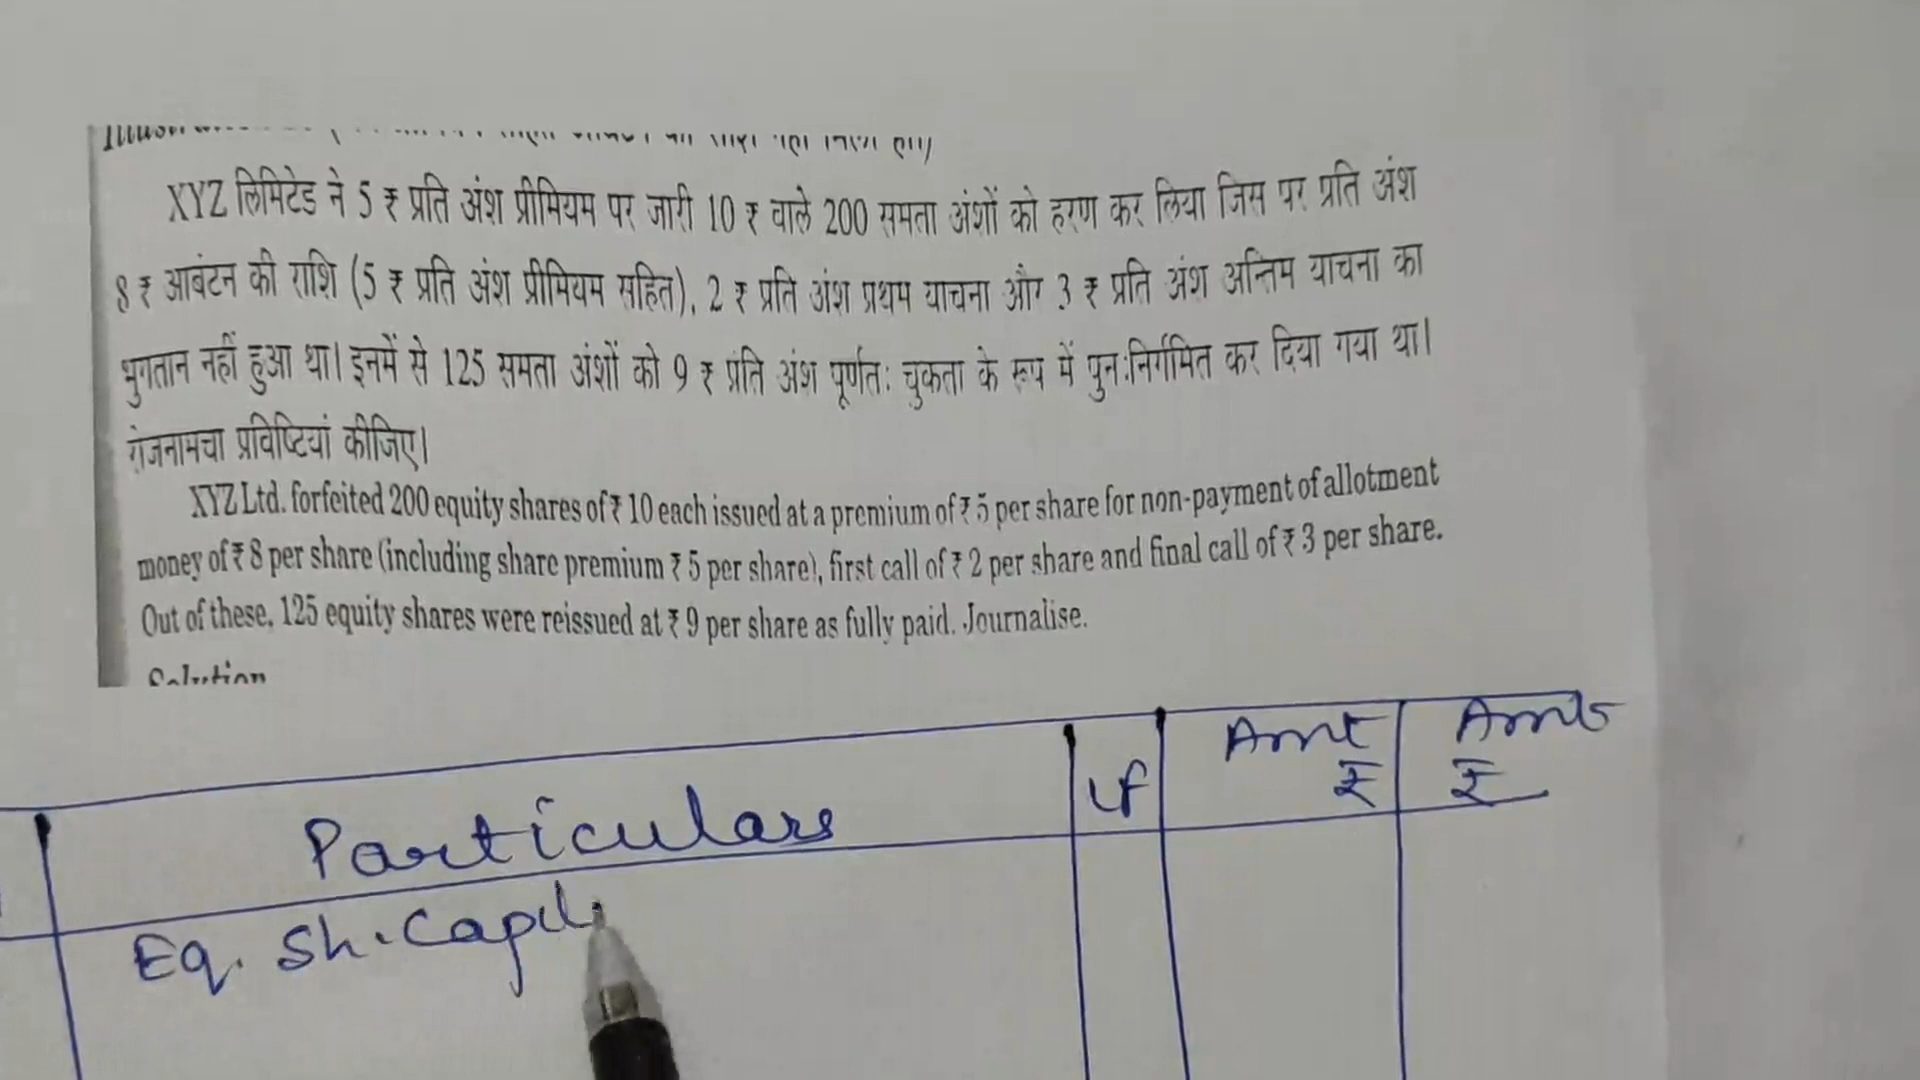 XYZ लिमिटेड ने 5 ₹ प्रति अंश प्रीमियम पर जारी 10 ₹ वाले 200 समता अंशों को हरण कर लिया जिस पर प्रति अंश
8 ₹ आबंटन की राशि (5 ₹ प्रति अंश प्रीमियम सहित), 2 ₹ प्रति अंश प्रथम याचना और 3 ₹ प्रति अंश अन्तिम याचना का
भुगतान नहीं हुआ था। इनमें से 125 समता अंशों को 9 ₹ प्रति अंश पूर्णतः चुकता के रूप में पुन:निर्गमित कर दिया गया था।
रोजनामचा प्रविष्टियां कीजिए।
XYZ Ltd. forfeited 200 equity shares of ₹ 10 each issued at a premium of ₹ 5 per share for non-payment of allotment
money of ₹ 8 per share (including share premium ₹ 5 per share), first call of ₹ 2 per share and final call of ₹ 3 per share.
Out of these, 125 equity shares were reissued at ₹ 9 per share as fully paid. Journalise.
Solution
Particulars LF Amt ₹ Amt ₹
Eq. Sh. Capit